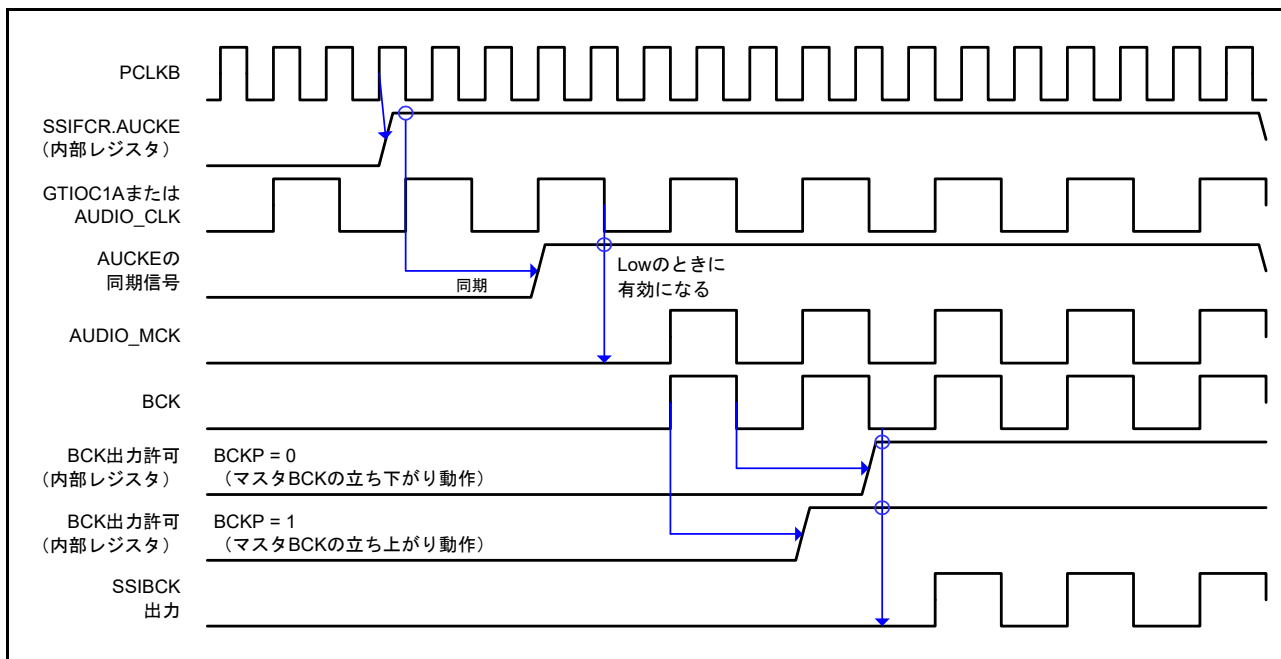 PCLKB
SSIFCR.AUCKE
（内部レジスタ）
GTIOC1Aまたは
AUDIO_CLK
AUCKEの
同期信号
同期
Lowのときに
有効になる
AUDIO_MCK
BCK
BCK出力許可
（内部レジスタ）
BCKP = 0
（マスタBCKの立ち下がり動作）
BCK出力許可
（内部レジスタ）
BCKP = 1
（マスタBCKの立ち上がり動作）
SSIBCK
出力